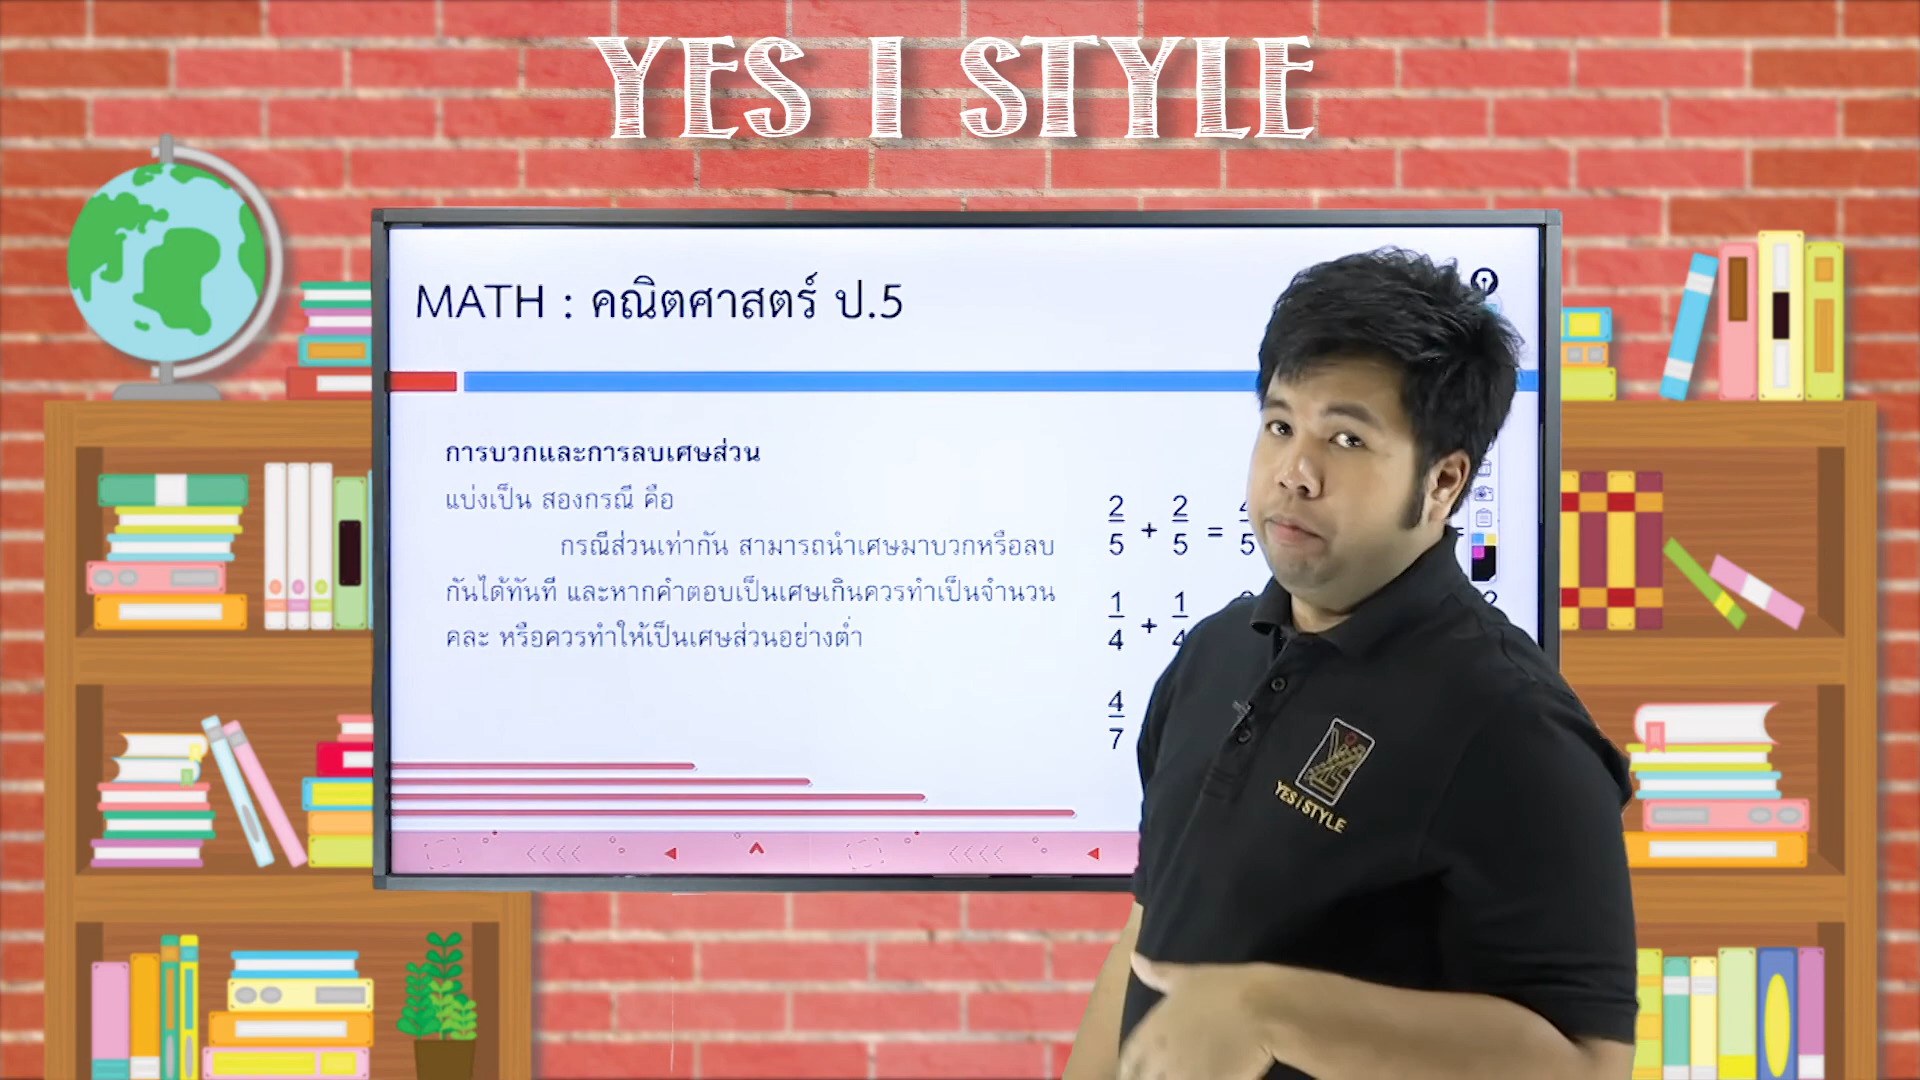 YES I STYLE
MATH : คณิตศาสตร์ ป.5
การบวกและการลบเศษส่วน
แบ่งเป็น สองกรณี คือ
กรณีส่วนเท่ากัน สามารถนำเศษมาบวกหรือลบ
กันได้ทันที และหากคำตอบเป็นเศษเกินควรทำเป็นจำนวน
คละ หรือควรทำให้เป็นเศษส่วนอย่างต่ำ
2/5 + 2/5 = 4/5
1/4 + 1/4
4/7
YES I STYLE